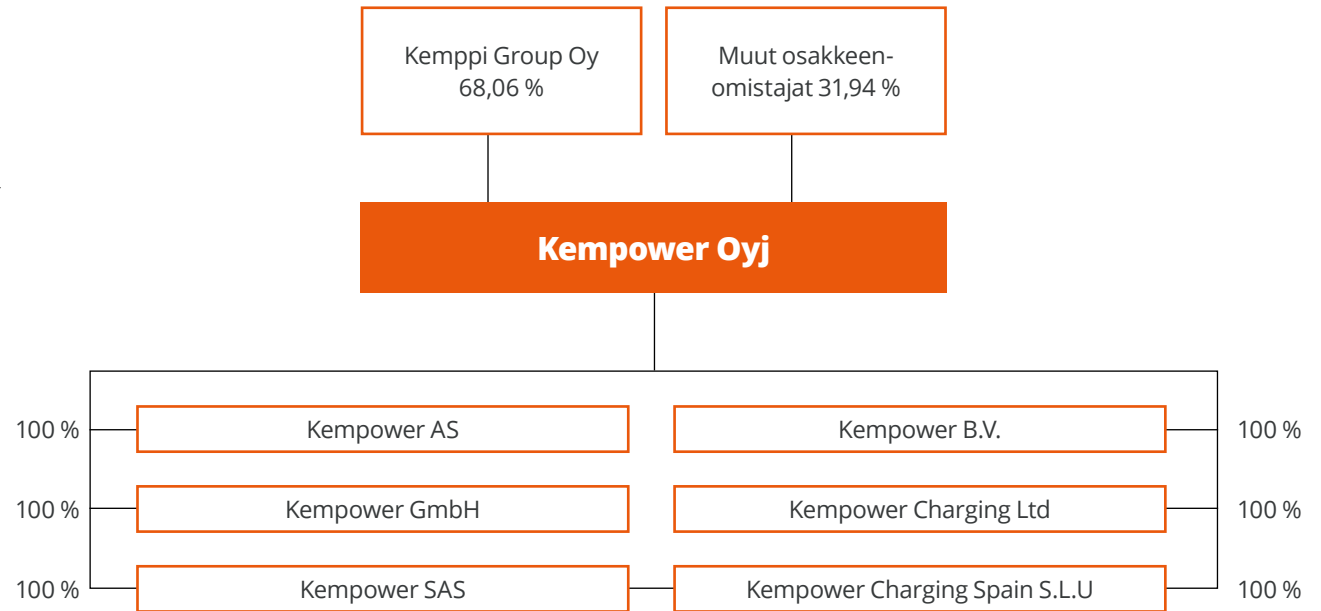 Kemppi Group Oy
68,06 %
Muut osakkeen-
omistajat 31,94 %
Kempower Oyj
100 %
Kempower AS
Kempower B.V.
100 %
100 %
Kempower GmbH
Kempower Charging Ltd
100 %
100 %
Kempower SAS
Kempower Charging Spain S.L.U
100 %